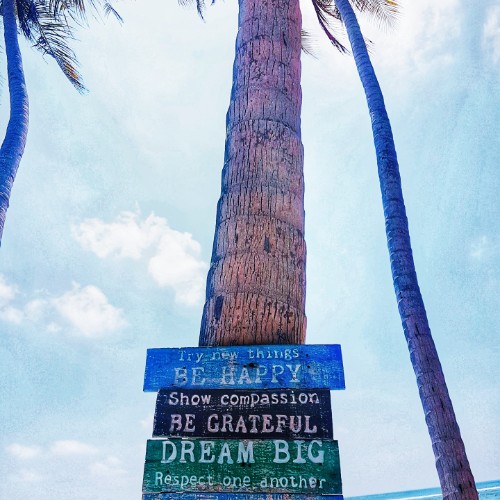 Try new things
BE HAPPY
Show compassion
BE GRATEFUL
DREAM BIG
Respect one another